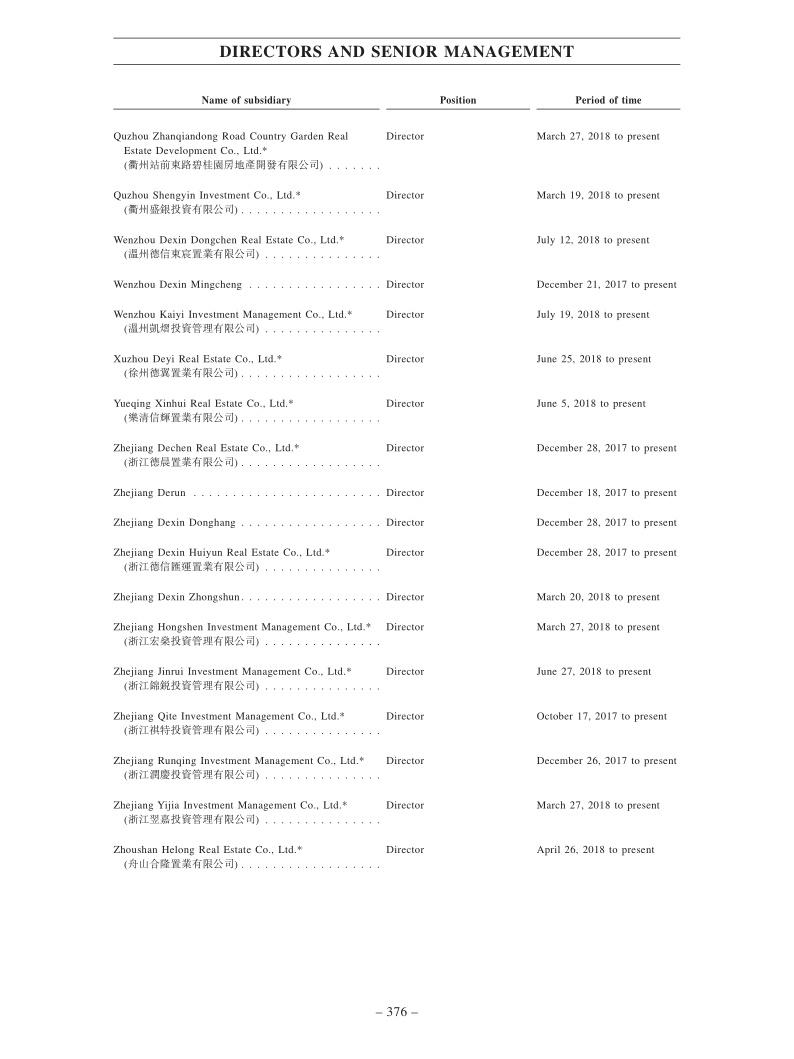 DIRECTORS AND SENIOR MANAGEMENT
Name of subsidiary Position Period of time
Quzhou Zhanqiandong Road Country Garden Real Director March 27, 2018 to present
Estate Development Co., Ltd.*
(衢州站前東路碧桂園房地產開發有限公司) . . . . . . .
Quzhou Shengyin Investment Co., Ltd.* Director March 19, 2018 to present
(衢州盛銀投資有限公司) . . . . . . . . . . . . . . . . . .
Wenzhou Dexin Dongchen Real Estate Co., Ltd.* Director July 12, 2018 to present
(溫州德信東宸置業有限公司) . . . . . . . . . . . . . . .
Wenzhou Dexin Mingcheng . . . . . . . . . . . . . . . . . Director December 21, 2017 to present
Wenzhou Kaiyi Investment Management Co., Ltd.* Director July 19, 2018 to present
(溫州凱熠投資管理有限公司) . . . . . . . . . . . . . . .
Xuzhou Deyi Real Estate Co., Ltd.* Director June 25, 2018 to present
(徐州德翼置業有限公司) . . . . . . . . . . . . . . . . . .
Yueqing Xinhui Real Estate Co., Ltd.* Director June 5, 2018 to present
(樂清信輝置業有限公司) . . . . . . . . . . . . . . . . . .
Zhejiang Dechen Real Estate Co., Ltd.* Director December 28, 2017 to present
(浙江德晨置業有限公司) . . . . . . . . . . . . . . . . . .
Zhejiang Derun . . . . . . . . . . . . . . . . . . . . . . . . Director December 18, 2017 to present
Zhejiang Dexin Donghang . . . . . . . . . . . . . . . . . . Director December 28, 2017 to present
Zhejiang Dexin Huiyun Real Estate Co., Ltd.* Director December 28, 2017 to present
(浙江德信匯運置業有限公司) . . . . . . . . . . . . . . .
Zhejiang Dexin Zhongshun . . . . . . . . . . . . . . . . . . Director March 20, 2018 to present
Zhejiang Hongshen Investment Management Co., Ltd.* Director March 27, 2018 to present
(浙江宏燊投資管理有限公司) . . . . . . . . . . . . . . .
Zhejiang Jinrui Investment Management Co., Ltd.* Director June 27, 2018 to present
(浙江錦銳投資管理有限公司) . . . . . . . . . . . . . . .
Zhejiang Qite Investment Management Co., Ltd.* Director October 17, 2017 to present
(浙江祺特投資管理有限公司) . . . . . . . . . . . . . . .
Zhejiang Runqing Investment Management Co., Ltd.* Director December 26, 2017 to present
(浙江潤慶投資管理有限公司) . . . . . . . . . . . . . . .
Zhejiang Yijia Investment Management Co., Ltd.* Director March 27, 2018 to present
(浙江翌嘉投資管理有限公司) . . . . . . . . . . . . . . .
Zhoushan Helong Real Estate Co., Ltd.* Director April 26, 2018 to present
(舟山合隆置業有限公司) . . . . . . . . . . . . . . . . . .
– 376 –